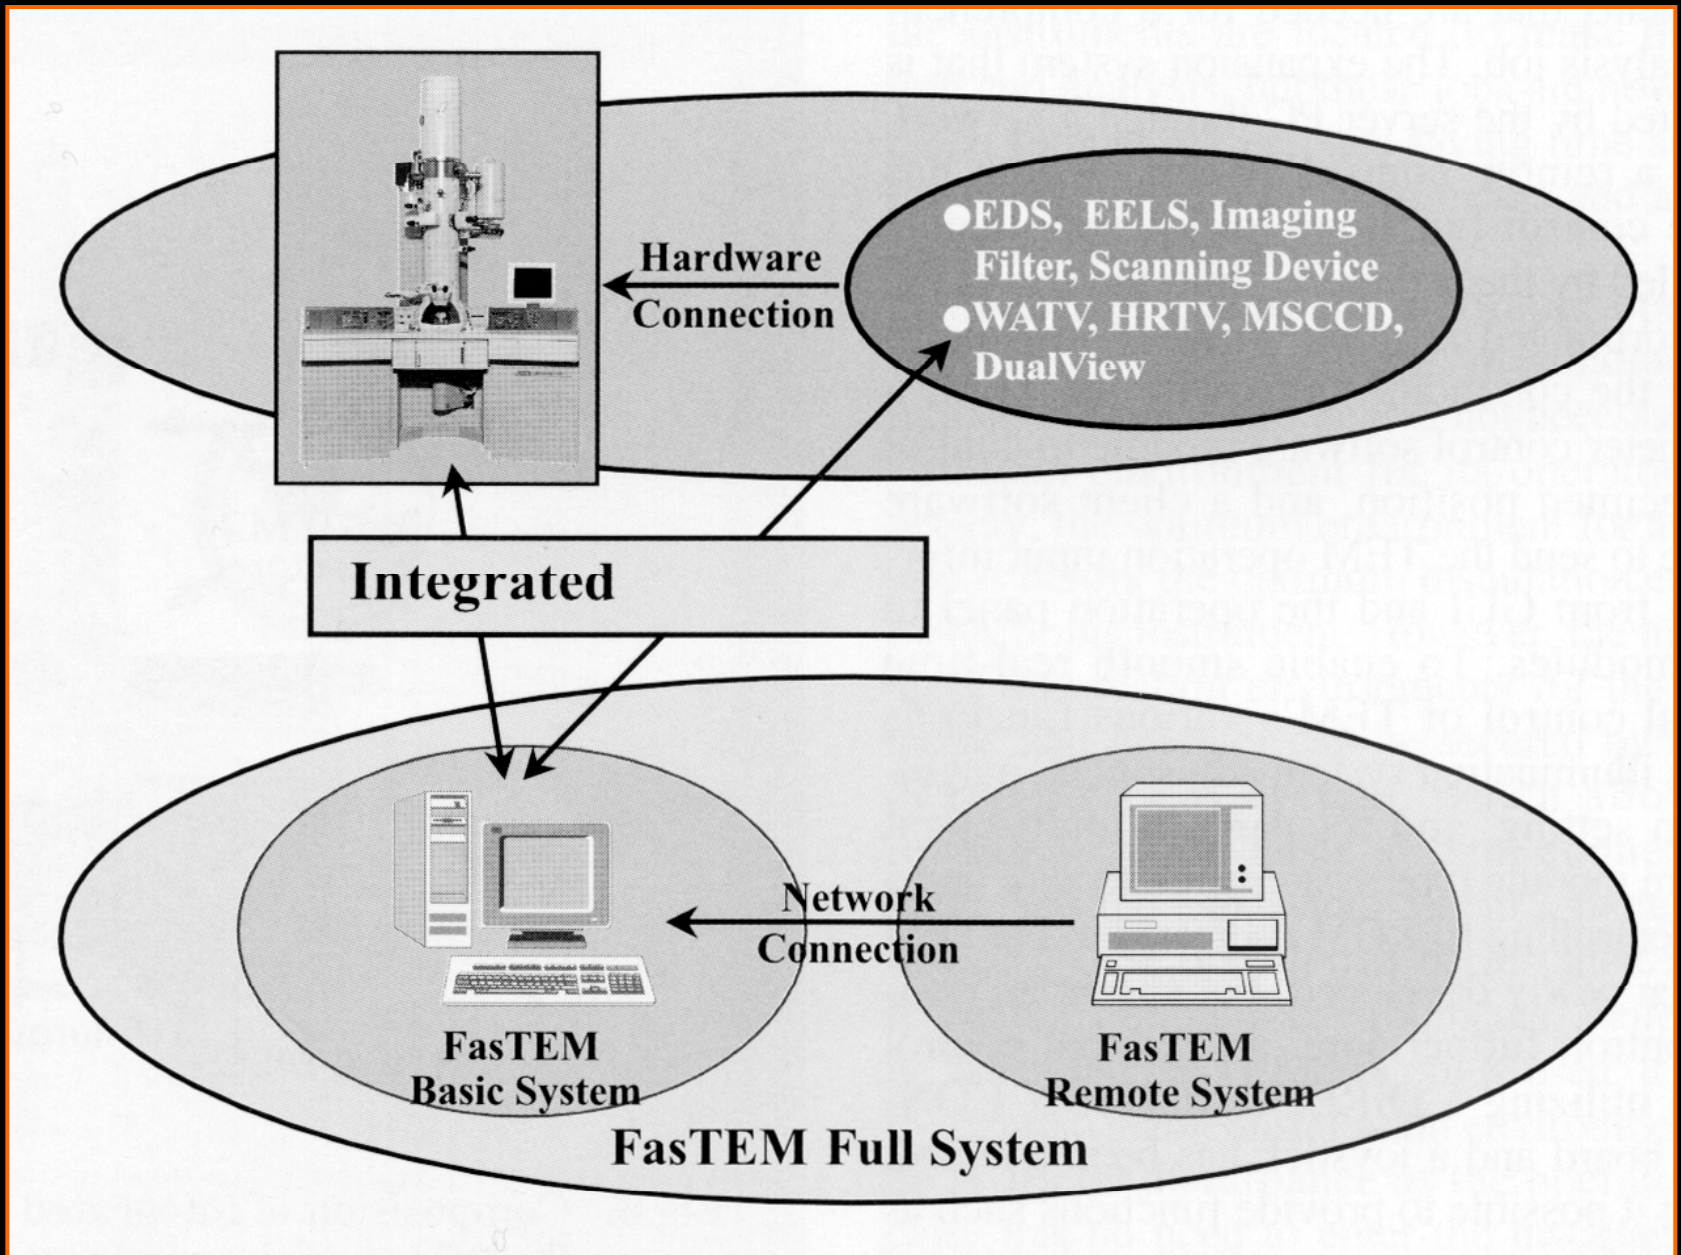 Hardware
Connection
●EDS, EELS, Imaging
Filter, Scanning Device
●WATV, HRTV, MSCCD,
DualView
Integrated
Network
Connection
FasTEM
Basic System
FasTEM
Remote System
FasTEM Full System